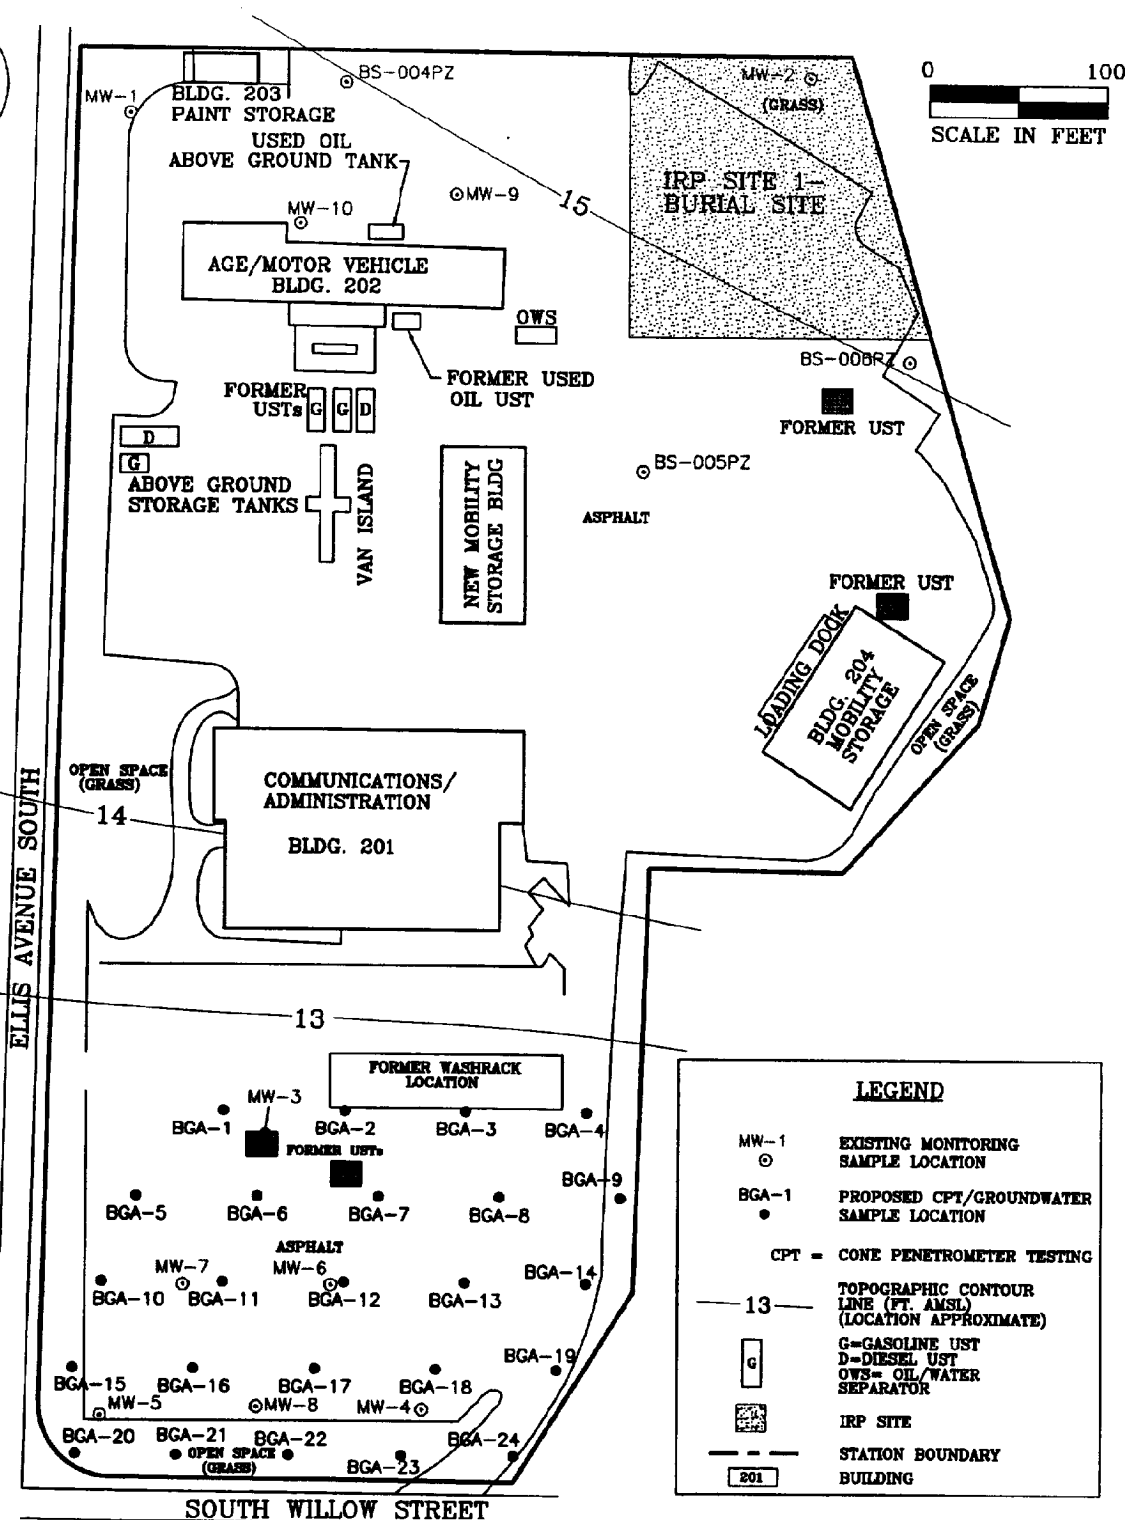 BS-004PZ
MW-2
0 100
MW-1
BLDG. 203
PAINT STORAGE
(GRASS)
SCALE IN FEET
USED OIL
ABOVE GROUND TANK
IRP SITE 1-
BURIAL SITE
MW-9
15
MW-10
AGE/MOTOR VEHICLE
BLDG. 202
OWS
BS-006PZ
FORMER USED
OIL UST
FORMER
USTs
G
G
D
FORMER UST
D
G
BS-005PZ
ABOVE GROUND
STORAGE TANKS
VAN ISLAND
NEW MOBILITY
STORAGE BLDG
ASPHALT
FORMER UST
LOADING DOCK
BLDG. 204
MOBILITY
STORAGE
OPEN SPACE
(GRASS)
OPEN SPACE
(GRASS)
COMMUNICATIONS/
ADMINISTRATION
BLDG. 201
14
ELLIS AVENUE SOUTH
13
FORMER WASHRACK
LOCATION
MW-3
BGA-1
BGA-2
BGA-3
BGA-4
FORMER USTs
BGA-9
BGA-5
BGA-6
BGA-7
BGA-8
ASPHALT
MW-7
MW-6
BGA-14
BGA-10
BGA-11
BGA-12
BGA-13
BGA-19
BGA-15
BGA-16
BGA-17
BGA-18
MW-5
MW-8
MW-4
BGA-20
BGA-21
BGA-22
BGA-24
OPEN SPACE
(GRASS)
BGA-23
SOUTH WILLOW STREET
LEGEND
MW-1 EXISTING MONITORING
SAMPLE LOCATION
BGA-1 PROPOSED CPT/GROUNDWATER
SAMPLE LOCATION
CPT = CONE PENETROMETER TESTING
TOPOGRAPHIC CONTOUR
13 LINE (FT. AMSL)
(LOCATION APPROXIMATE)
G=GASOLINE UST
D=DIESEL UST
G OWS= OIL/WATER
SEPARATOR
IRP SITE
STATION BOUNDARY
201 BUILDING